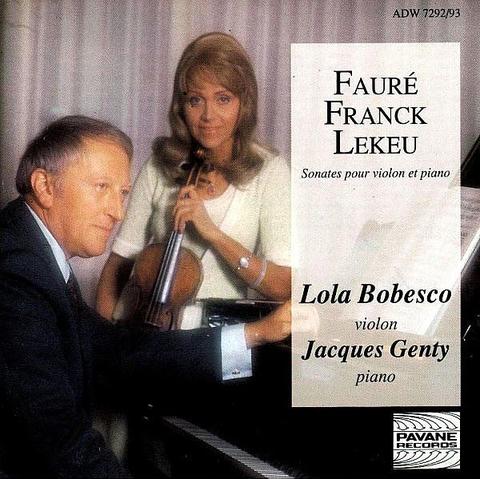 ADW 7292/93
FAURÉ
FRANCK
LEKEU
Sonates pour violon et piano
Lola Bobesco
violon
Jacques Genty
piano
PAVANE
RECORDS